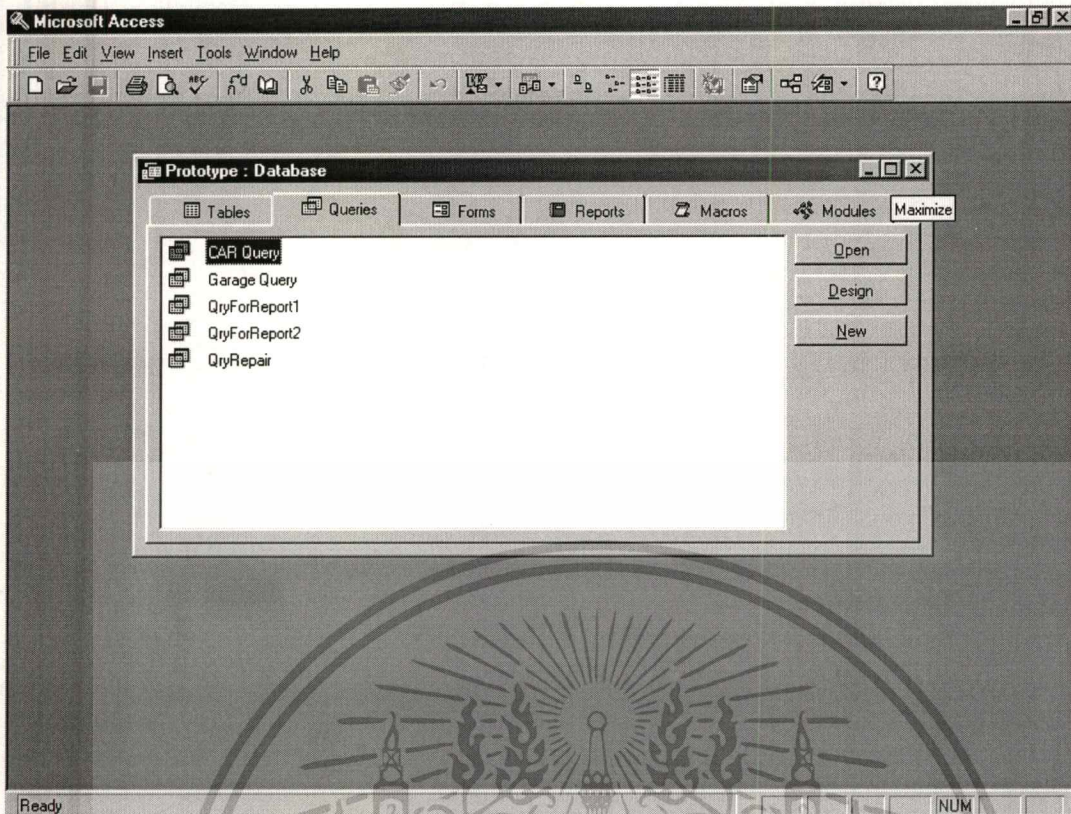 Microsoft Access
File Edit View Insert Tools Window Help
Prototype : Database
Tables Queries Forms Reports Macros Modules Maximize
CAR Query
Garage Query
QryForReport1
QryForReport2
QryRepair
Open
Design
New
Ready NUM